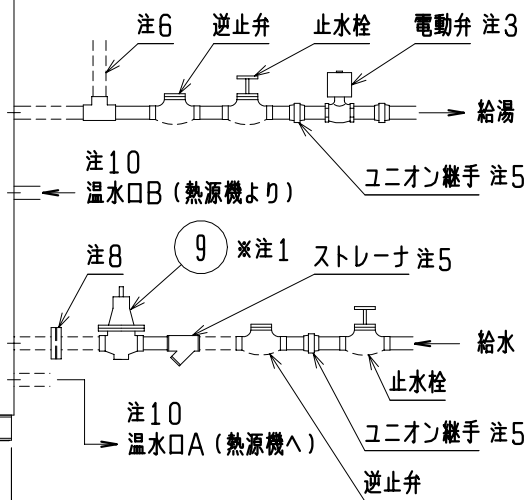 注6 逆止弁 止水栓 電動弁 注3
給湯
注10
温水口B(熱源機より)
ユニオン継手 注5
注8
9 ※注1
ストレーナ 注5
給水
止水栓
注10
温水口A(熱源機へ)
ユニオン継手 注5
逆止弁